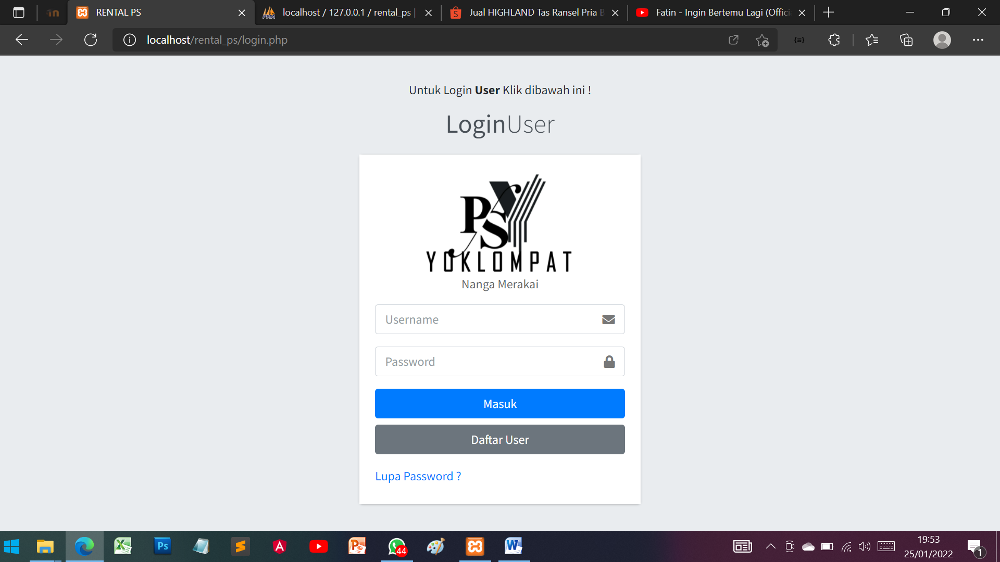 RENTAL PS
localhost / 127.0.0.1 / rental_ps |
Jual HIGHLAND Tas Ransel Pria B
Fatin - Ingin Bertemu Lagi (Offici
localhost/rental_ps/login.php
Untuk Login User Klik dibawah ini !
LoginUser
PS Y
YOKLOMPAT
Nanga Merakai
Username
Password
Masuk
Daftar User
Lupa Password ?
Ps
44
19:53
25/01/2022
1